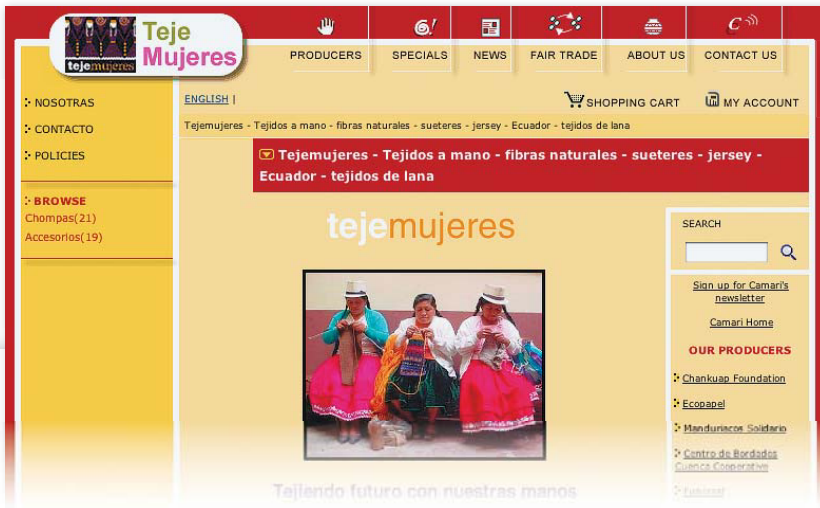 Teje
Mujeres
tejemujeres
PRODUCERS
SPECIALS
NEWS
FAIR TRADE
ABOUT US
CONTACT US
NOSOTRAS
CONTACTO
POLICIES
BROWSE
Chompas(21)
Accesorios(19)
ENGLISH |
SHOPPING CART
MY ACCOUNT
Tejemujeres - Tejidos a mano - fibras naturales - sueteres - jersey - Ecuador - tejidos de lana
Tejemujeres - Tejidos a mano - fibras naturales - sueteres - jersey -
Ecuador - tejidos de lana
tejemujeres
Tejiendo futuro con nuestras manos
SEARCH
Sign up for Camari's
newsletter
Camari Home
OUR PRODUCERS
Chankuap Foundation
Ecopapel
Manduriacos Solidario
Centro de Bordados
Cuenca Cooperative